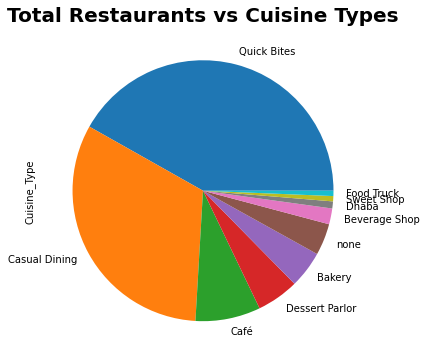 Total Restaurants vs Cuisine Types
Quick Bites
Cuisine_Type
Food Truck
Sweet Shop
Dhaba
Beverage Shop
none
Casual Dining
Bakery
Dessert Parlor
Café